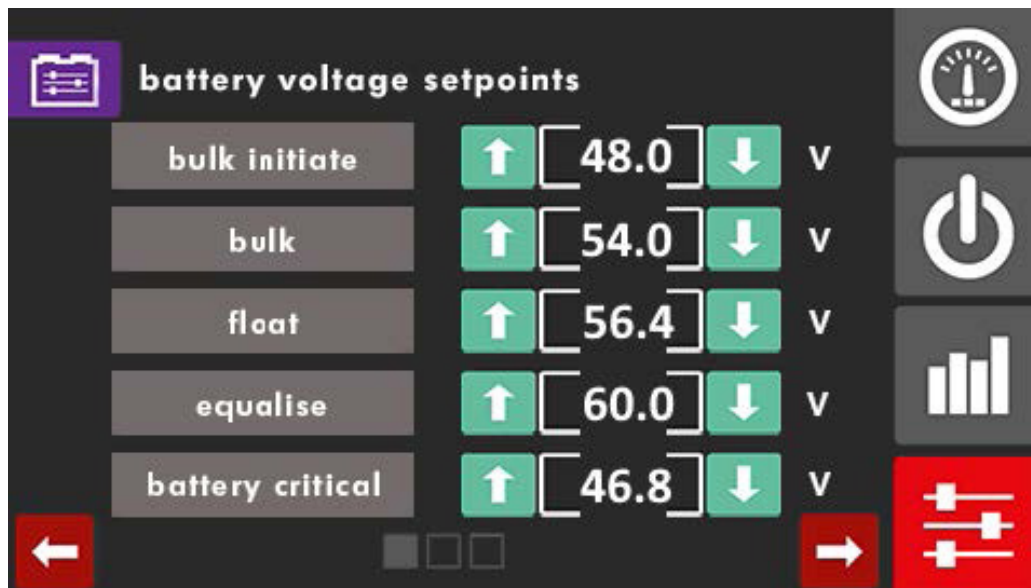 battery voltage setpoints
bulk initiate 48.0 V
bulk 54.0 V
float 56.4 V
equalise 60.0 V
battery critical 46.8 V